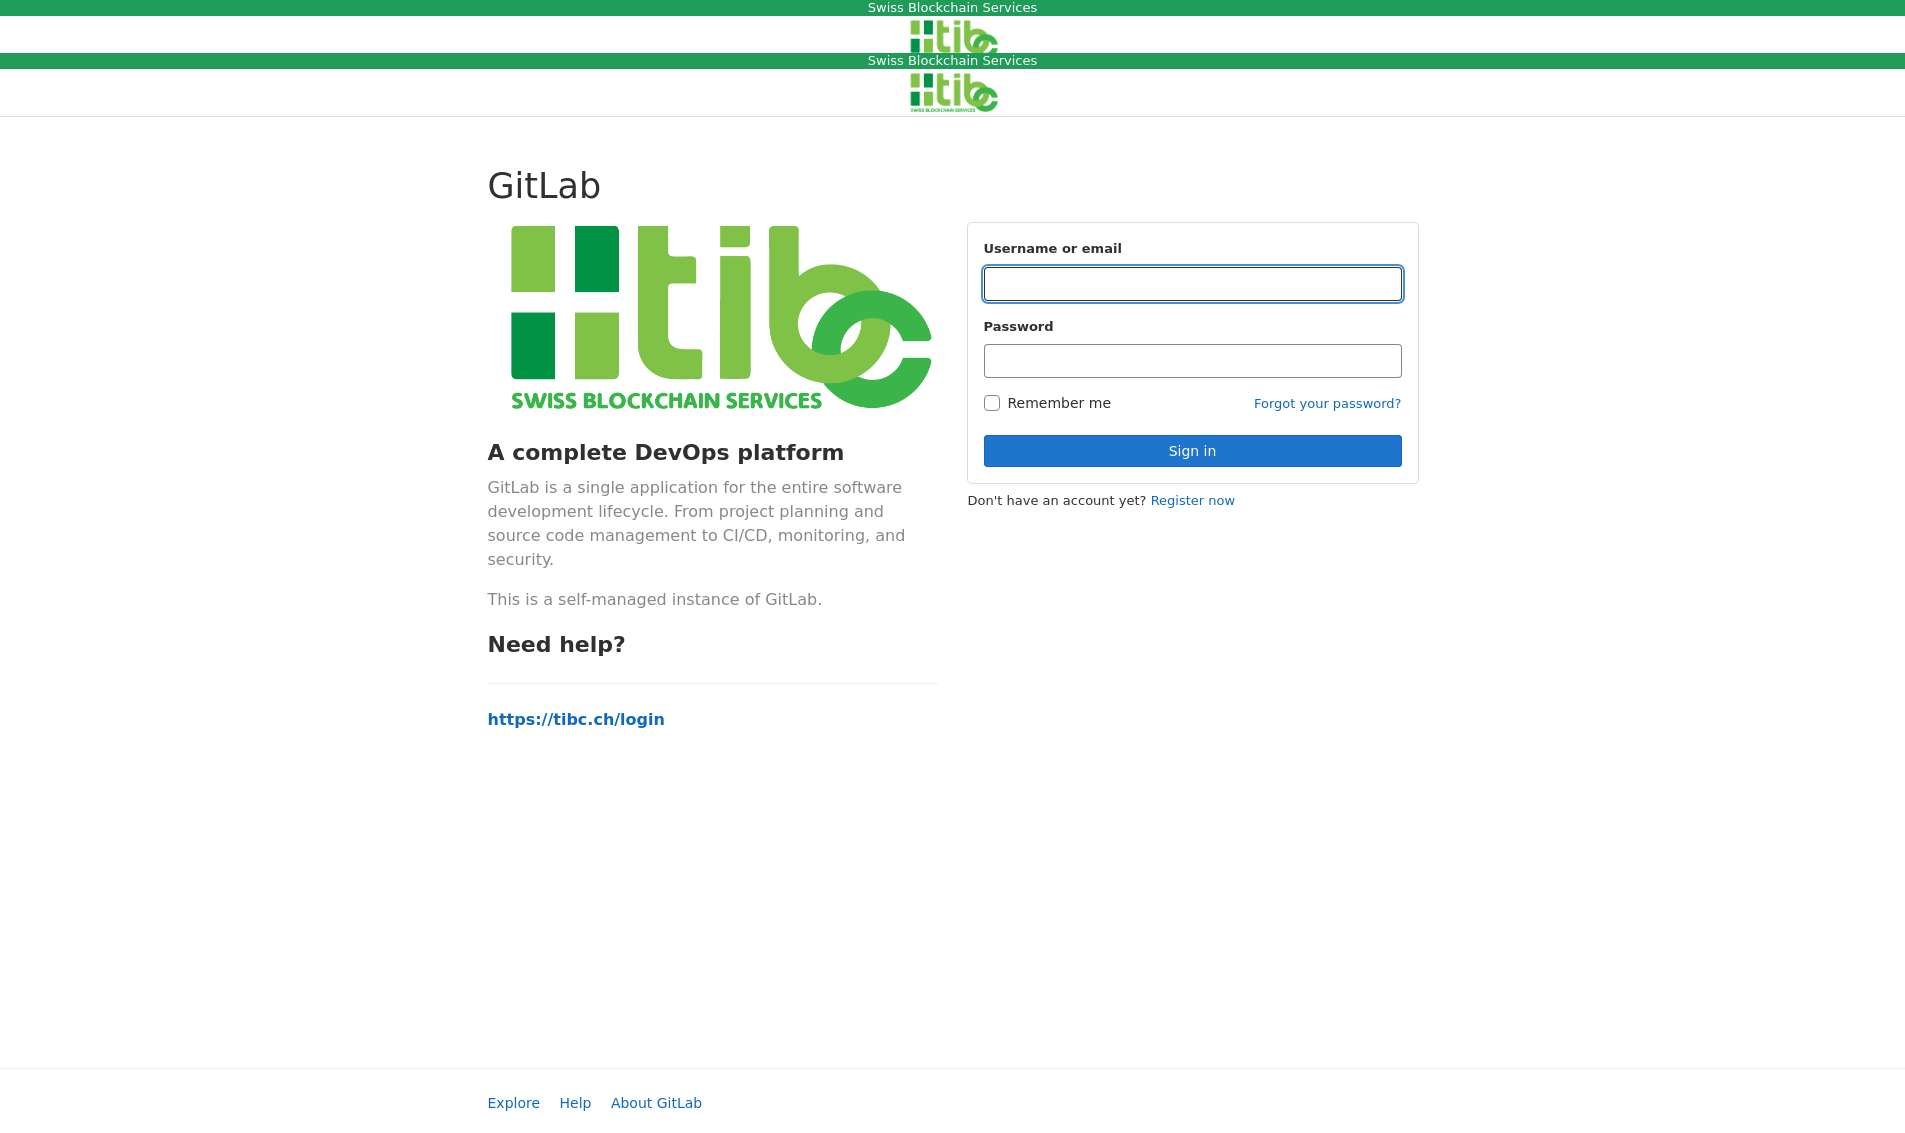 Swiss Blockchain Services
tibc
Swiss Blockchain Services
tibc
SWISS BLOCKCHAIN SERVICES
GitLab
tibc
SWISS BLOCKCHAIN SERVICES
A complete DevOps platform
GitLab is a single application for the entire software
development lifecycle. From project planning and
source code management to CI/CD, monitoring, and
security.
This is a self-managed instance of GitLab.
Need help?
https://tibc.ch/login
Username or email
Password
Remember me
Forgot your password?
Sign in
Don't have an account yet? Register now
Explore Help About GitLab